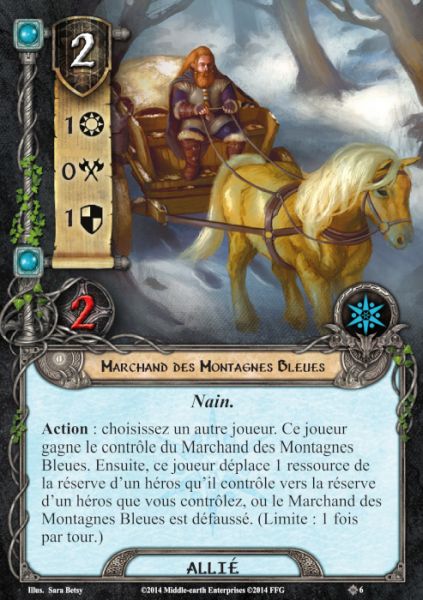 2
1
0
1
2
Marchand des Montagnes Bleues
Nain.
Action : choisissez un autre joueur. Ce joueur
gagne le contrôle du Marchand des Montagnes
Bleues. Ensuite, ce joueur déplace 1 ressource de
la réserve d'un héros qu'il contrôle vers la réserve
d'un héros que vous contrôlez, ou le Marchand des
Montagnes Bleues est défaussé. (Limite : 1 fois
par tour.)
Allié
Illus. Sara Betsy ©2014 Middle-earth Enterprises ©2014 FFG 6